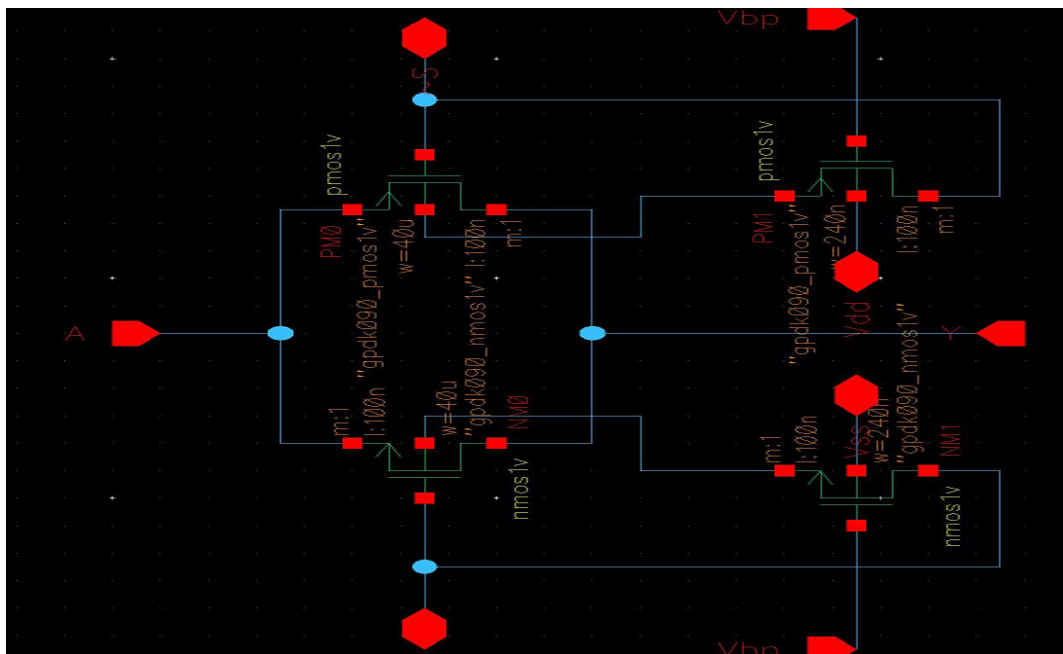 Vbp
SS
pmos1v
PM0
"gpdk090_pmos1v"
w=40u
l:100n
m:1
pmos1v
PM1
"gpdk090_pmos1v"
w=240n
l:100n
m:1
Vdd
A
Y
m:1
l:100n
w=40u
"gpdk090_nmos1v"
NM0
nmos1v
m:1
l:100n
Vss
w=240n
"gpdk090_nmos1v"
NM1
nmos1v
Vbn